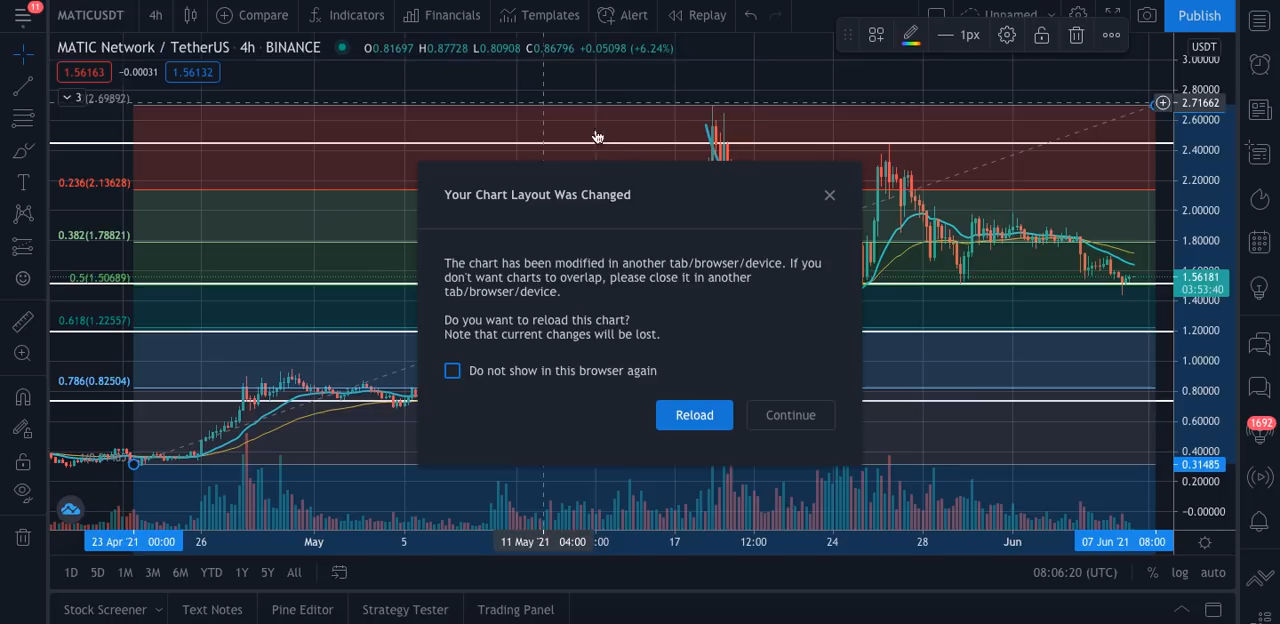 11
MATICUSDT 4h Compare Indicators Financials Templates Alert Replay Unnamed Publish
MATIC Network / TetherUS · 4h · BINANCE O0.81697 H0.87728 L0.80908 C0.86796 +0.05098 (+6.24%)
1px
USDT
1.56163 −0.00031 1.56132
3.00000
3 (2.69892)
2.80000
2.71662
2.60000
2.40000
0.236(2.13628)
2.20000
2.00000
0.382(1.78821)
1.80000
0.5(1.50689)
1.56181
03:53:40
1.40000
0.618(1.22557)
1.20000
1.00000
0.786(0.82504)
0.80000
0.60000
0.40000
0.31485
0.20000
−0.00000
Your Chart Layout Was Changed
The chart has been modified in another tab/browser/device. If you
don't want charts to overlap, please close it in another
tab/browser/device.
Do you want to reload this chart?
Note that current changes will be lost.
Do not show in this browser again
Reload Continue
1692
23 Apr '21 00:00 26 May 5 11 May '21 04:00 :00 17 12:00 24 28 Jun 07 Jun '21 08:00
1D 5D 1M 3M 6M YTD 1Y 5Y All 08:06:20 (UTC) % log auto
Stock Screener Text Notes Pine Editor Strategy Tester Trading Panel